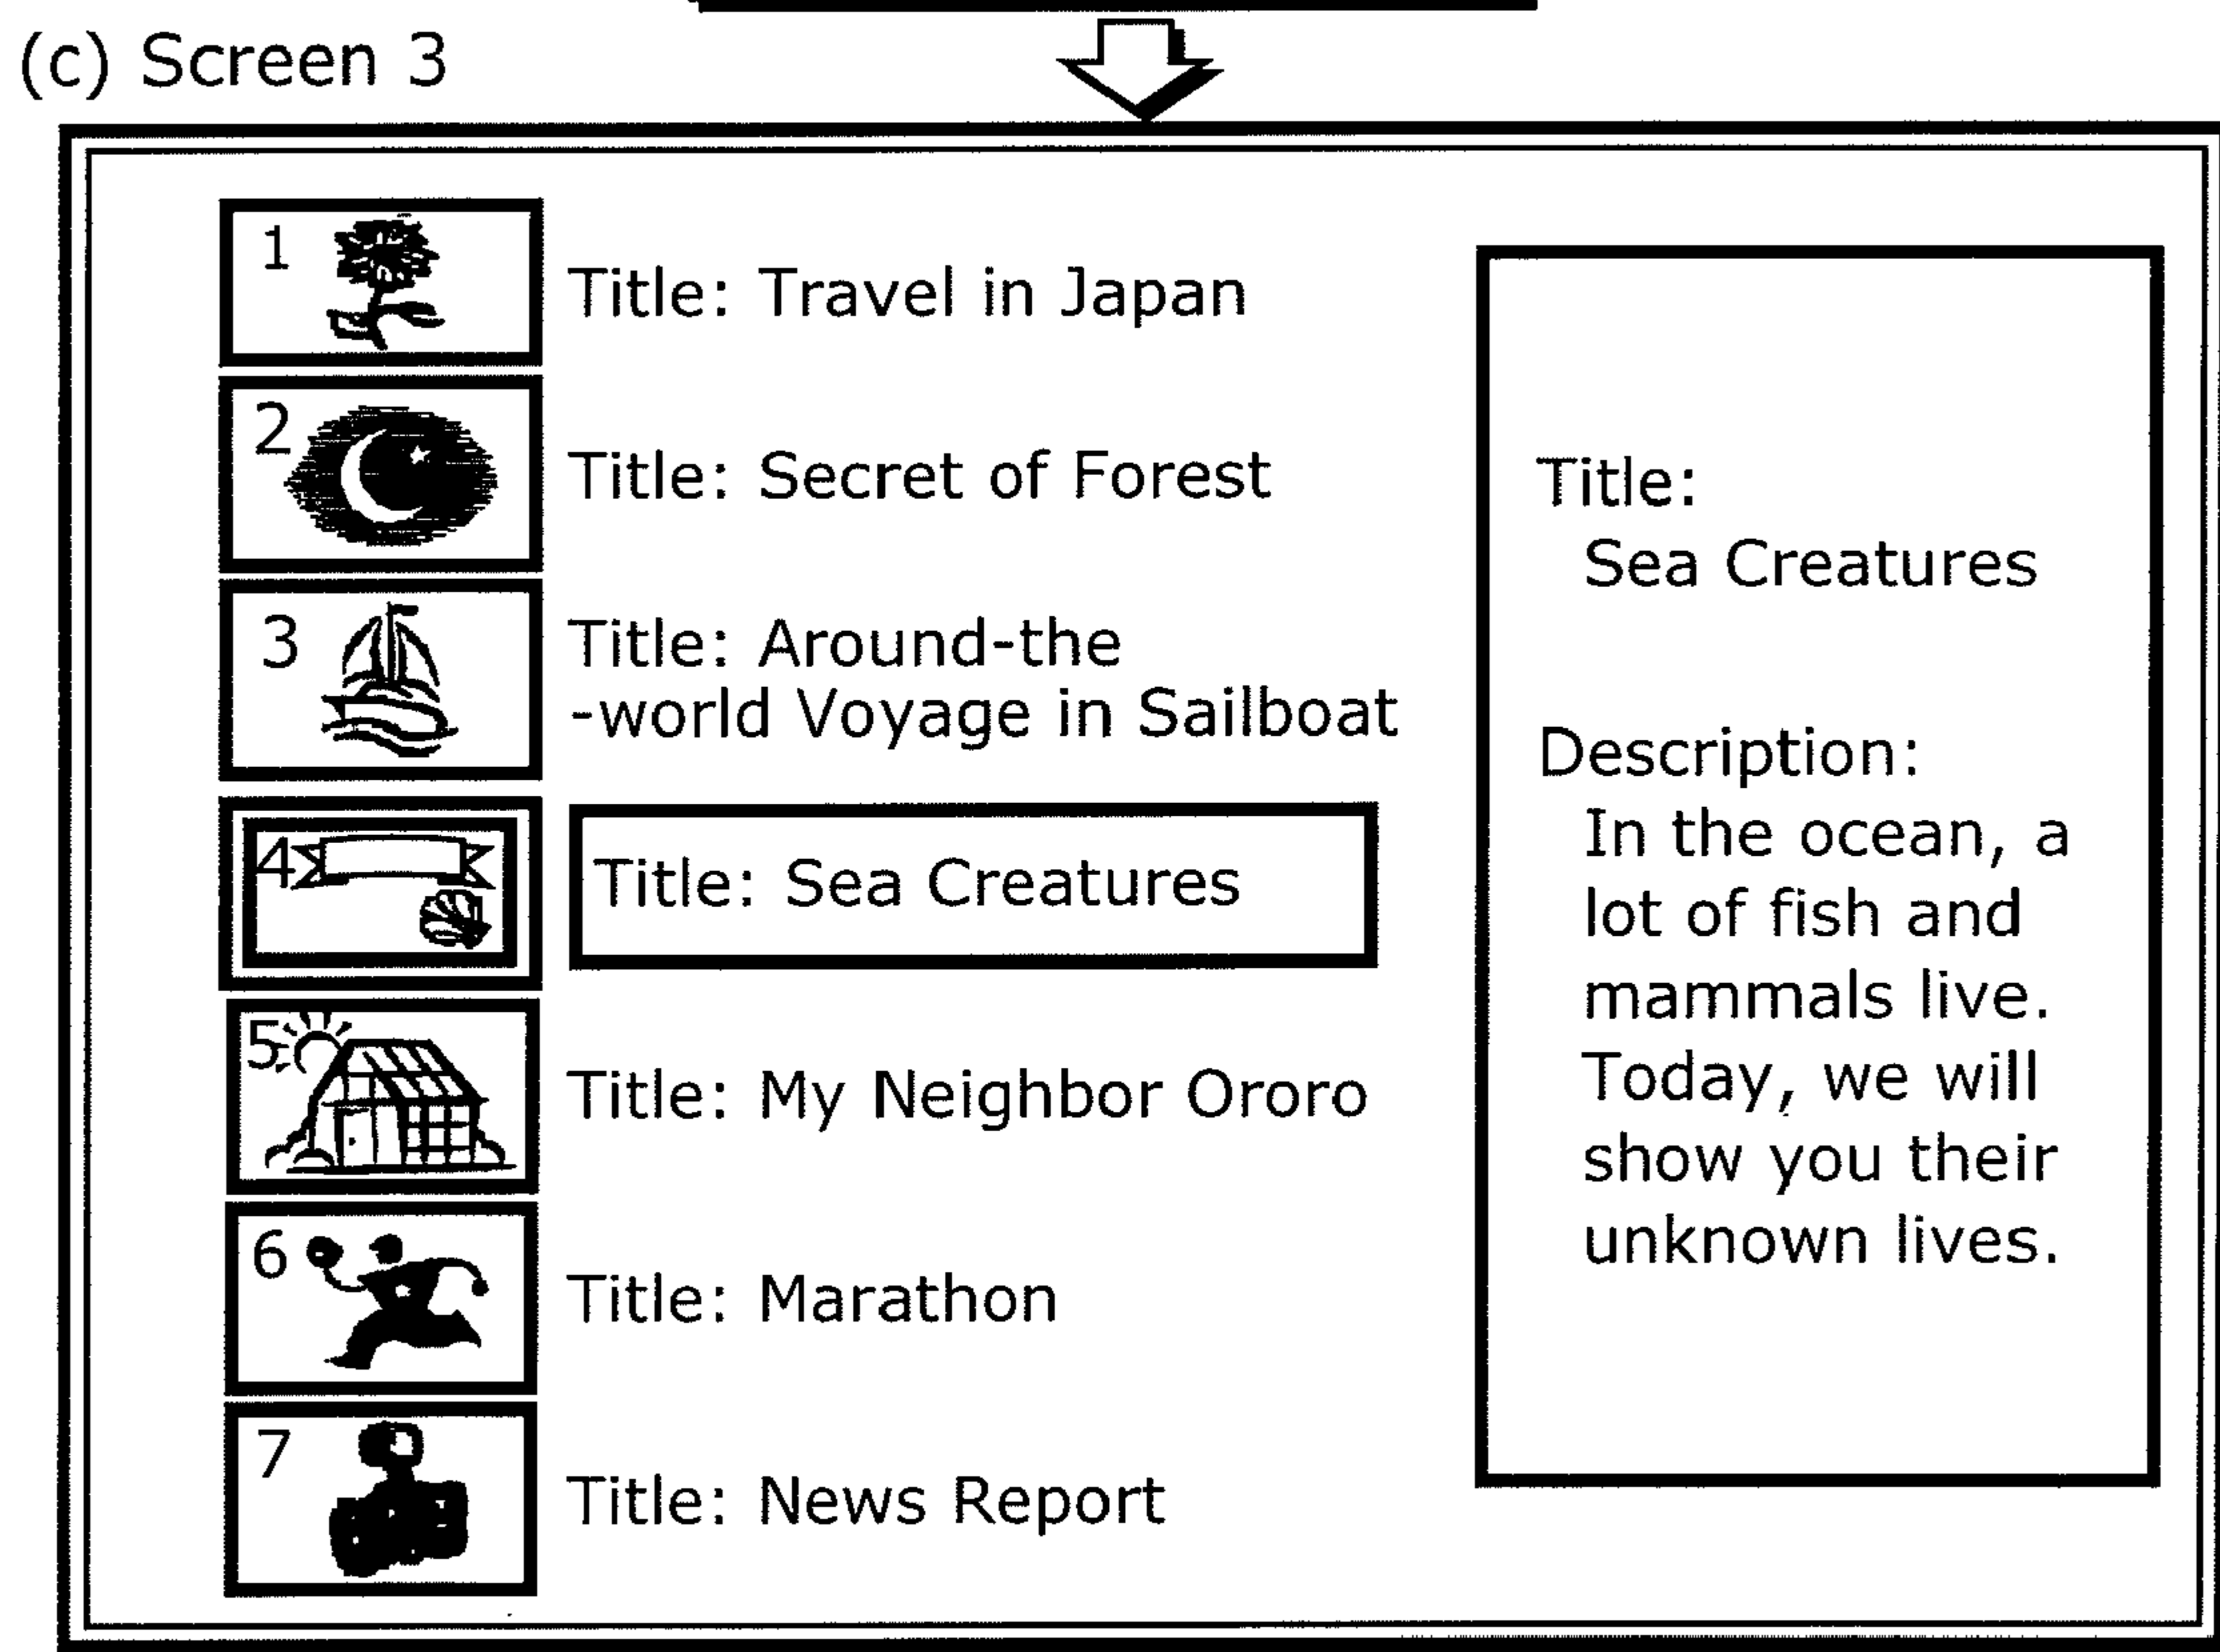 (c) Screen 3
1
Title: Travel in Japan
2
Title: Secret of Forest
3
Title: Around-the
-world Voyage in Sailboat
4
Title: Sea Creatures
5
Title: My Neighbor Ororo
6
Title: Marathon
7
Title: News Report
Title:
Sea Creatures
Description:
In the ocean, a
lot of fish and
mammals live.
Today, we will
show you their
unknown lives.